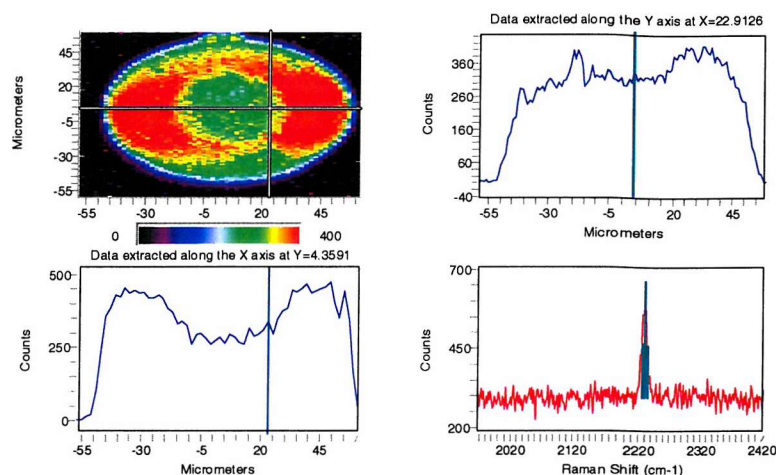 Data extracted along the Y axis at X=22.9126
45
20
-5
-30
-55
Micrometers
-55 -30 -5 20 45
0 400
360
260
160
60
-40
Counts
-55 -30 -5 20 45
Micrometers
Data extracted along the X axis at Y=4.3591
500
250
0
Counts
-55 -30 -5 20 45
Micrometers
700
450
200
Counts
2020 2120 2220 2320 2420
Raman Shift (cm-1)